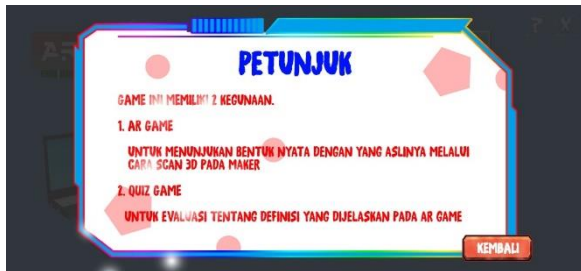 PETUNJUK
GAME INI MEMILIKI 2 KEGUNAAN.
1. AR GAME
UNTUK MENUNJUKAN BENTUK NYATA DENGAN YANG ASLINYA MELALUI
CARA SCAN 3D PADA MAKER
2. QUIZ GAME
UNTUK EVALUASI TENTANG DEFINISI YANG DIJELASKAN PADA AR GAME
KEMBALI